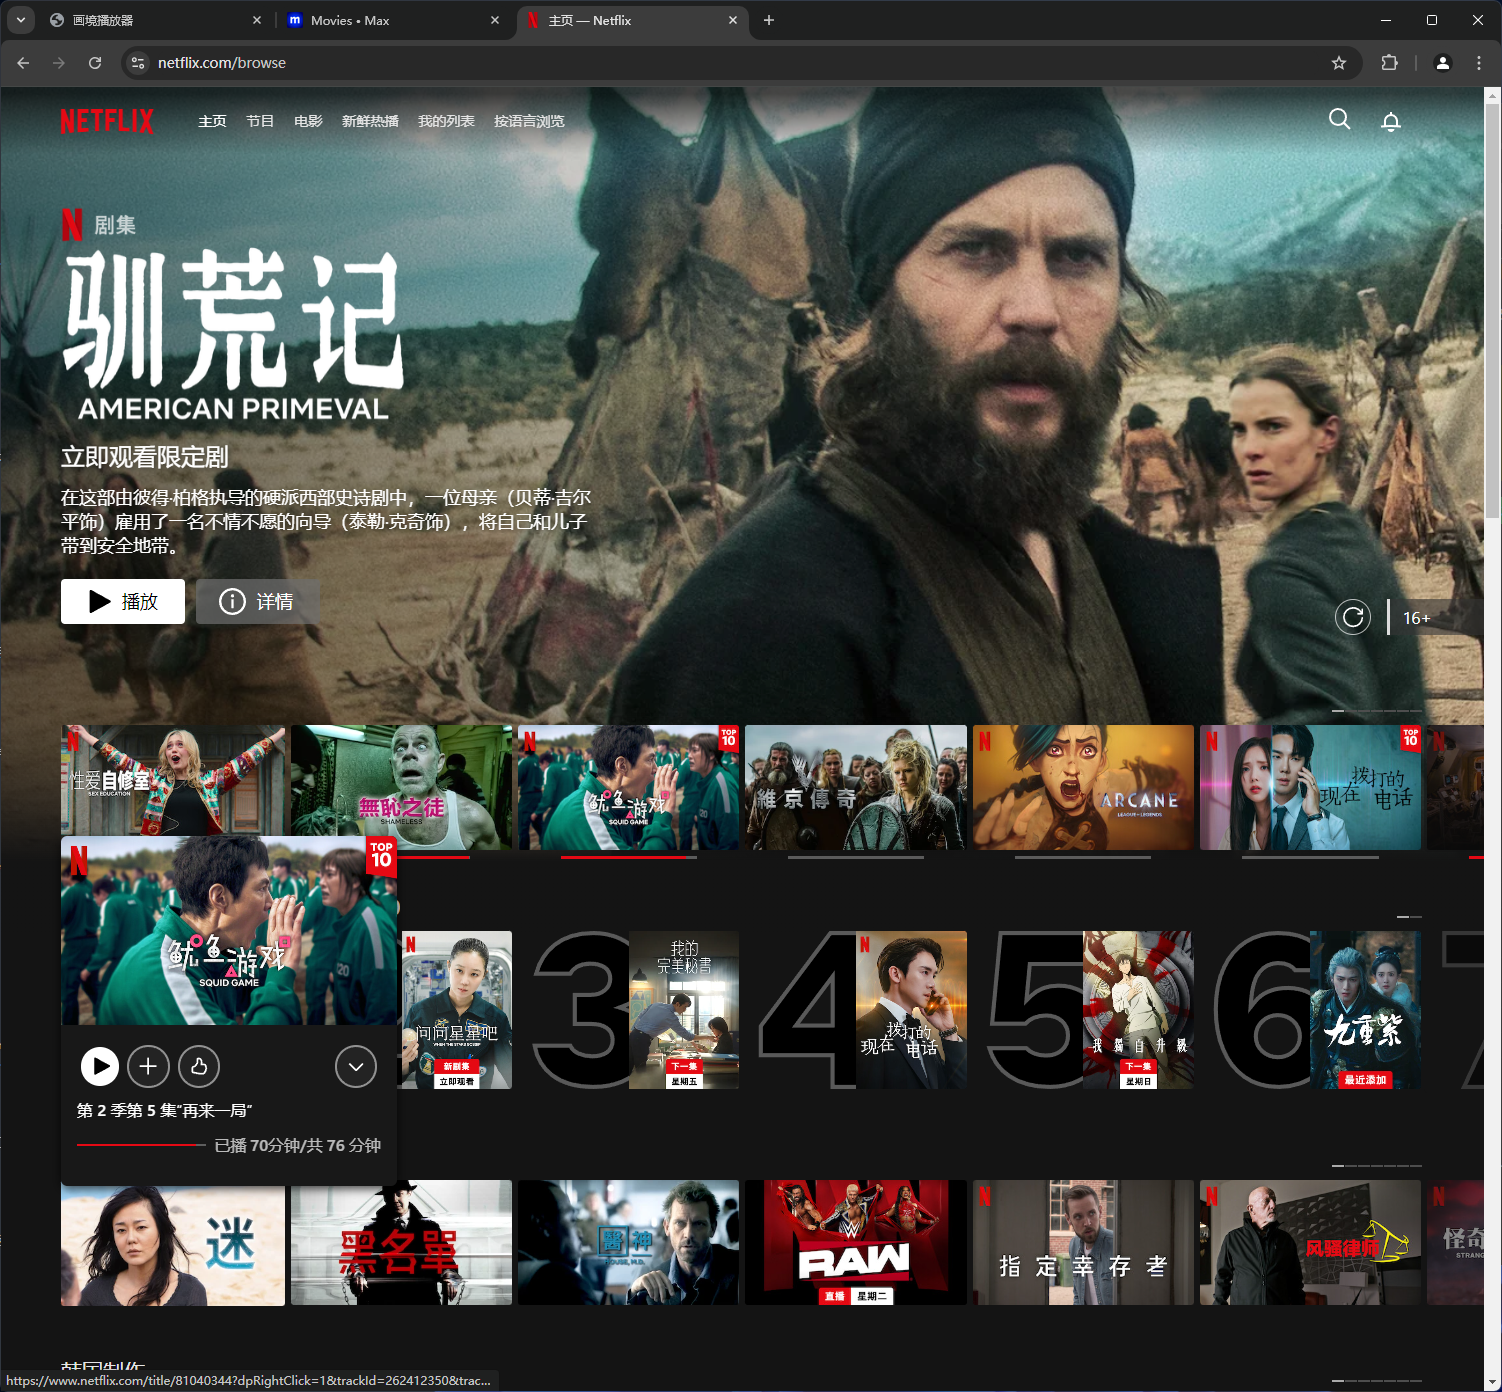 画境播放器
Movies • Max
主页 — Netflix
netflix.com/browse
NETFLIX
主页
节目
电影
新鲜热播
我的列表
按语言浏览
N 剧集
驯荒记
AMERICAN PRIMEVAL
立即观看限定剧
在这部由彼得·柏格执导的硬派西部史诗剧中，一位母亲（贝蒂·吉尔
平饰）雇用了一名不情不愿的向导（泰勒·克奇饰），将自己和儿子
带到安全地带。
播放
详情
16+
性爱自修室
SEX EDUCATION
無恥之徒
SHAMELESS
TOP
10
鱿鱼游戏
SQUID GAME
維京傳奇
ARCANE
LEAGUE OF LEGENDS
TOP
10
拨打的
现在 电话
TOP
10
鱿鱼游戏
SQUID GAME
第 2 季第 5 集“再来一局”
已播 70分钟/共 76 分钟
问问星星吧
WHEN THE STARS GOSSIP
新剧集
立即观看
3
我的
完美秘書
下一集
星期五
4
拨打的
现在 电话
5
我獨自升級
下一集
星期日
6
九重紫
最近添加
7
迷
黑名單
醫神
HOUSE, M.D.
W
RAW
直播 星期二
指定幸存者
风骚律师
怪奇
STRANG
韩国制作
https://www.netflix.com/title/81040344?dpRightClick=1&trackId=262412350&trac...